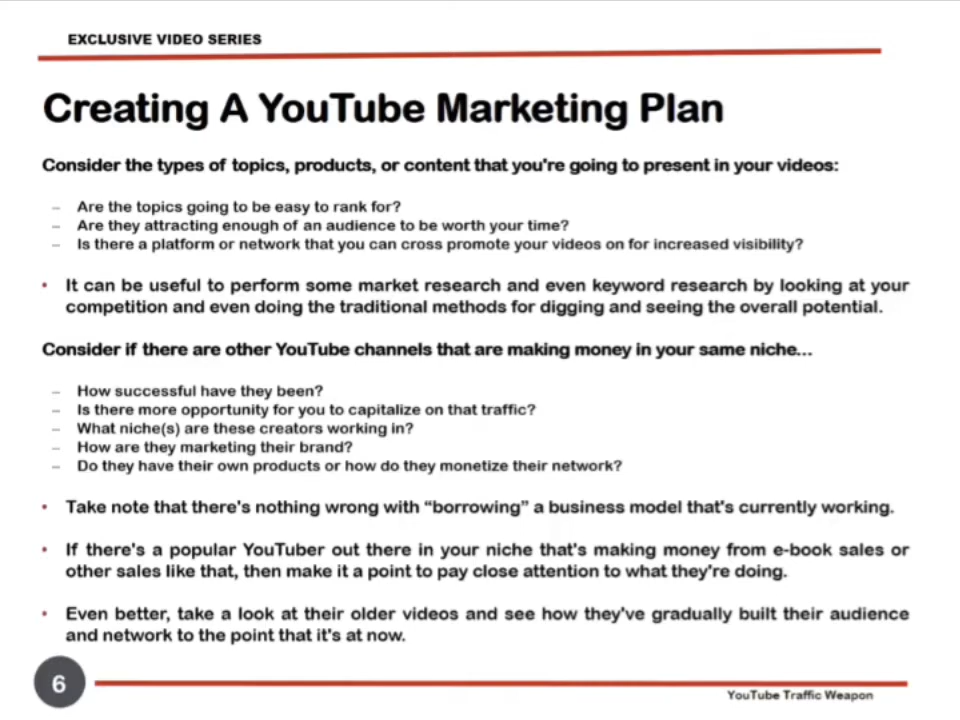 EXCLUSIVE VIDEO SERIES
Creating A YouTube Marketing Plan
Consider the types of topics, products, or content that you're going to present in your videos:
– Are the topics going to be easy to rank for?
– Are they attracting enough of an audience to be worth your time?
– Is there a platform or network that you can cross promote your videos on for increased visibility?
• It can be useful to perform some market research and even keyword research by looking at your
competition and even doing the traditional methods for digging and seeing the overall potential.
Consider if there are other YouTube channels that are making money in your same niche...
– How successful have they been?
– Is there more opportunity for you to capitalize on that traffic?
– What niche(s) are these creators working in?
– How are they marketing their brand?
– Do they have their own products or how do they monetize their network?
• Take note that there's nothing wrong with “borrowing” a business model that's currently working.
• If there's a popular YouTuber out there in your niche that's making money from e-book sales or
other sales like that, then make it a point to pay close attention to what they're doing.
• Even better, take a look at their older videos and see how they've gradually built their audience
and network to the point that it's at now.
6
YouTube Traffic Weapon